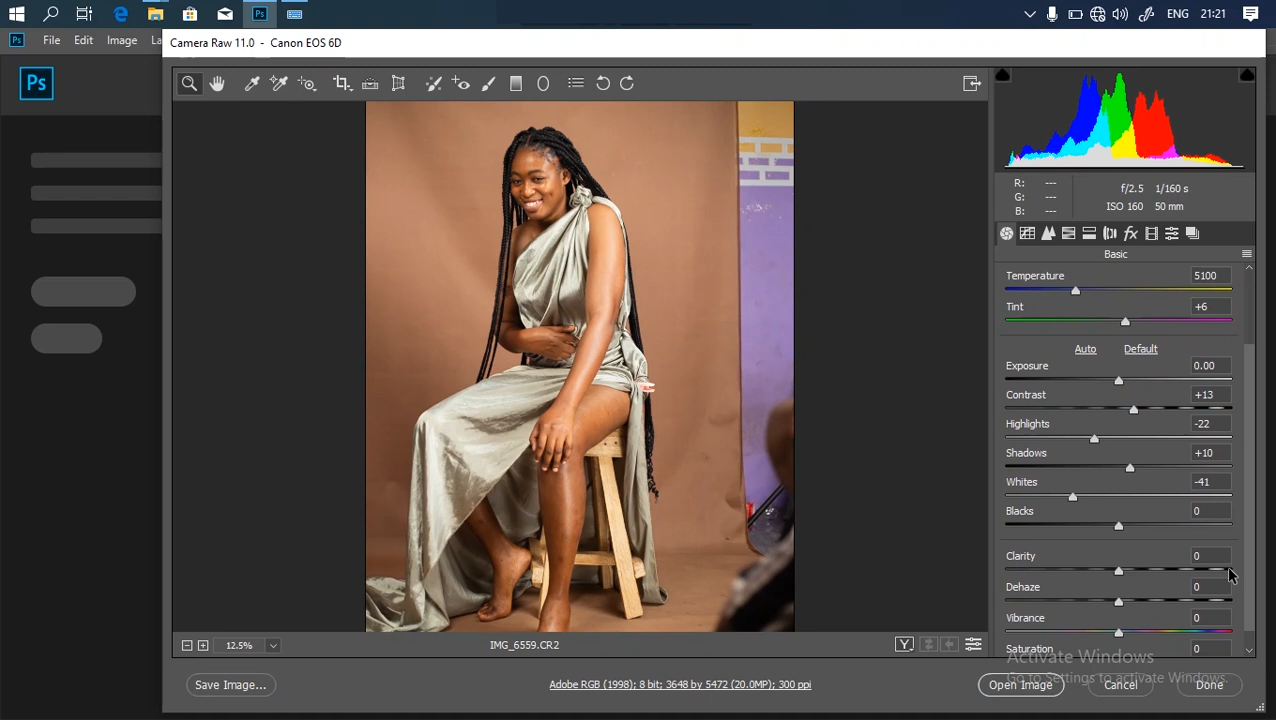 ENG 21:21
Ps File Edit Image La
Camera Raw 11.0 - Canon EOS 6D
Ps
R: ---
G: ---
B: ---
f/2.5 1/160 s
ISO 160 50 mm
fx
Basic
Temperature 5100
Tint +6
Auto Default
Exposure 0.00
Contrast +13
Highlights -22
Shadows +10
Whites -41
Blacks 0
Clarity 0
Dehaze 0
Vibrance 0
Saturation 0
12.5% IMG_6559.CR2 Y
Activate Windows
Go to Settings to activate Windows.
Save Image... Adobe RGB (1998); 8 bit; 3648 by 5472 (20.0MP); 300 ppi Open Image Cancel Done